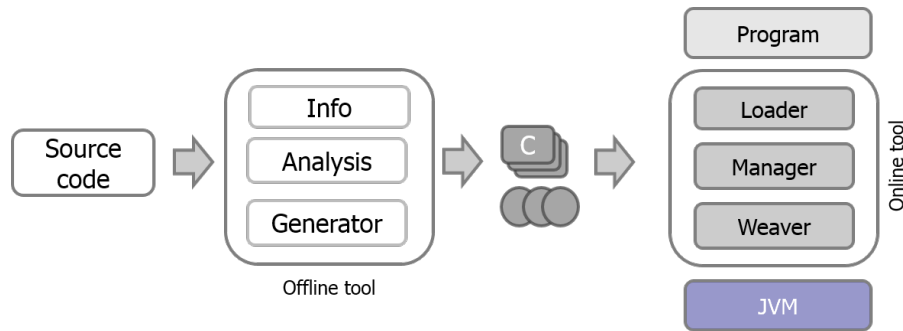 Source
code
Info
Analysis
Generator
Offline tool
C
Program
Loader
Manager
Weaver
Online tool
JVM